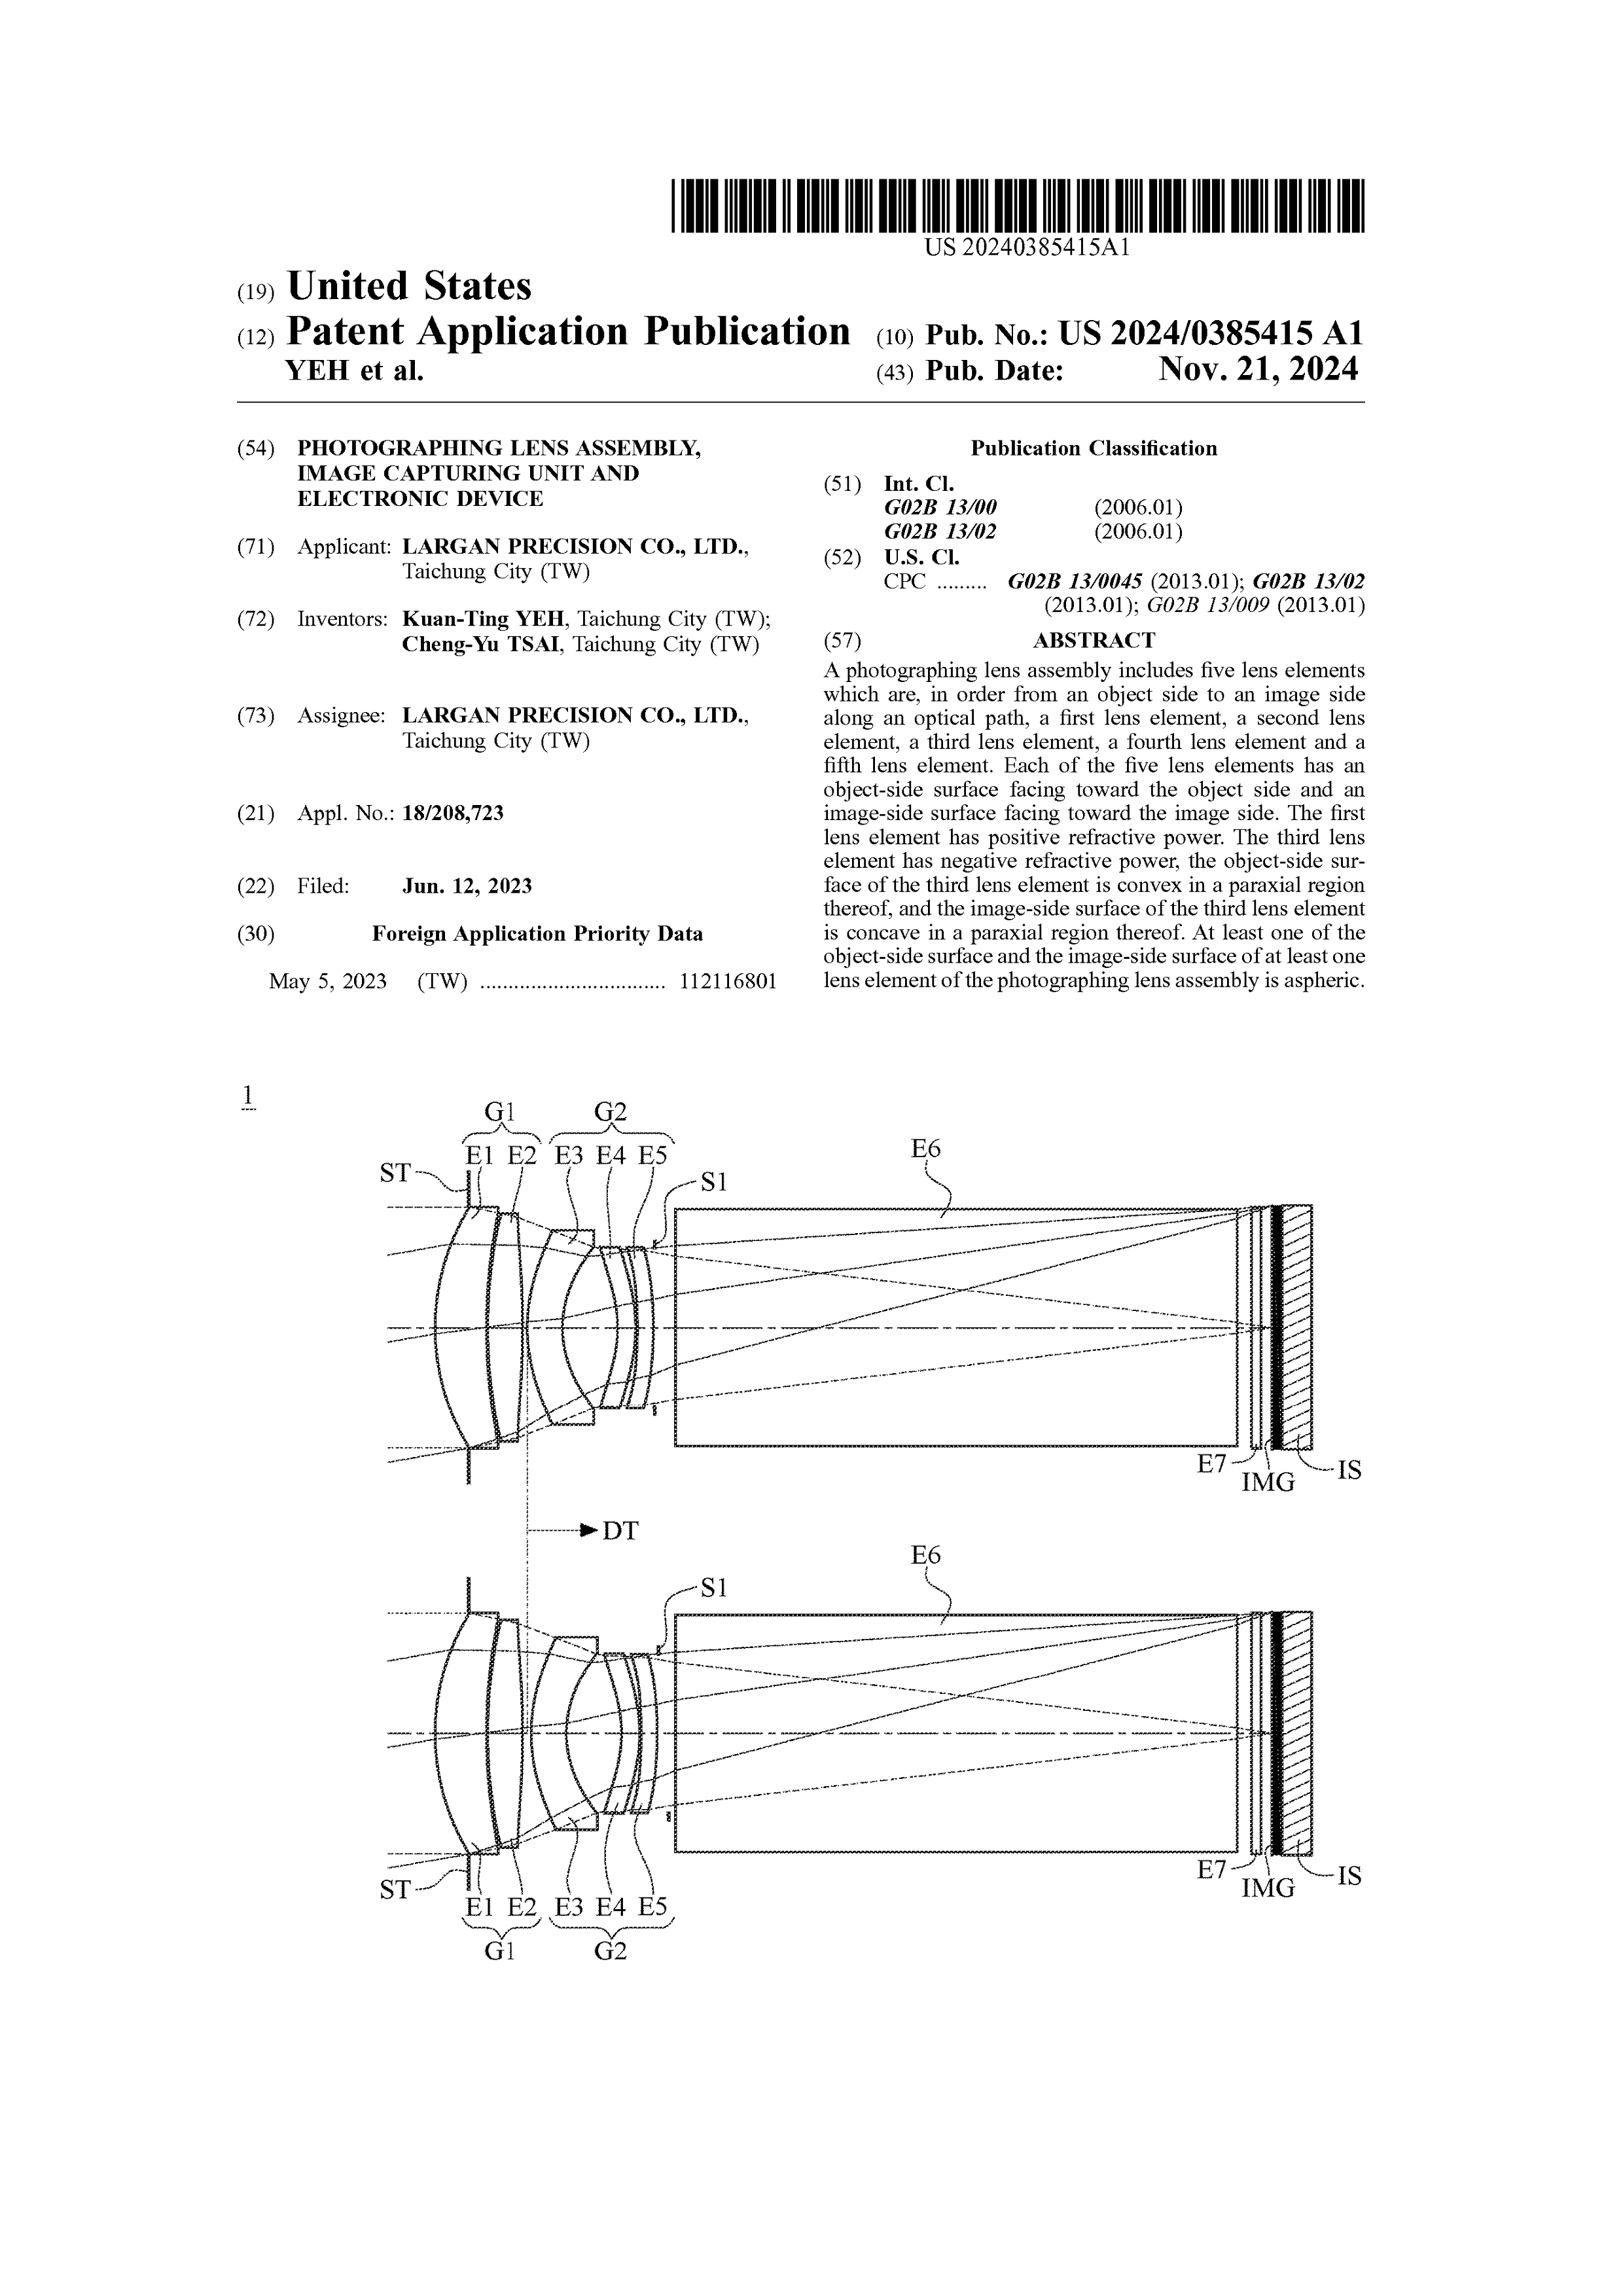 US 20240385415A1
(19) United States
(12) Patent Application Publication
YEH et al.
(10) Pub. No.: US 2024/0385415 A1
(43) Pub. Date: Nov. 21, 2024
(54) PHOTOGRAPHING LENS ASSEMBLY,
IMAGE CAPTURING UNIT AND
ELECTRONIC DEVICE
(71) Applicant: LARGAN PRECISION CO., LTD.,
Taichung City (TW)
(72) Inventors: Kuan-Ting YEH, Taichung City (TW);
Cheng-Yu TSAI, Taichung City (TW)
(73) Assignee: LARGAN PRECISION CO., LTD.,
Taichung City (TW)
(21) Appl. No.: 18/208,723
(22) Filed: Jun. 12, 2023
(30) Foreign Application Priority Data
May 5, 2023 (TW) ................................. 112116801
Publication Classification
(51) Int. Cl.
G02B 13/00 (2006.01)
G02B 13/02 (2006.01)
(52) U.S. Cl.
CPC ......... G02B 13/0045 (2013.01); G02B 13/02
(2013.01); G02B 13/009 (2013.01)
(57) ABSTRACT
A photographing lens assembly includes five lens elements
which are, in order from an object side to an image side
along an optical path, a first lens element, a second lens
element, a third lens element, a fourth lens element and a
fifth lens element. Each of the five lens elements has an
object-side surface facing toward the object side and an
image-side surface facing toward the image side. The first
lens element has positive refractive power. The third lens
element has negative refractive power, the object-side sur-
face of the third lens element is convex in a paraxial region
thereof, and the image-side surface of the third lens element
is concave in a paraxial region thereof. At least one of the
object-side surface and the image-side surface of at least one
lens element of the photographing lens assembly is aspheric.
1
G1 G2
E1 E2 E3 E4 E5 E6
ST S1
E7 IMG IS
DT
E6
S1
E7 IMG IS
ST
E1 E2 E3 E4 E5
G1 G2